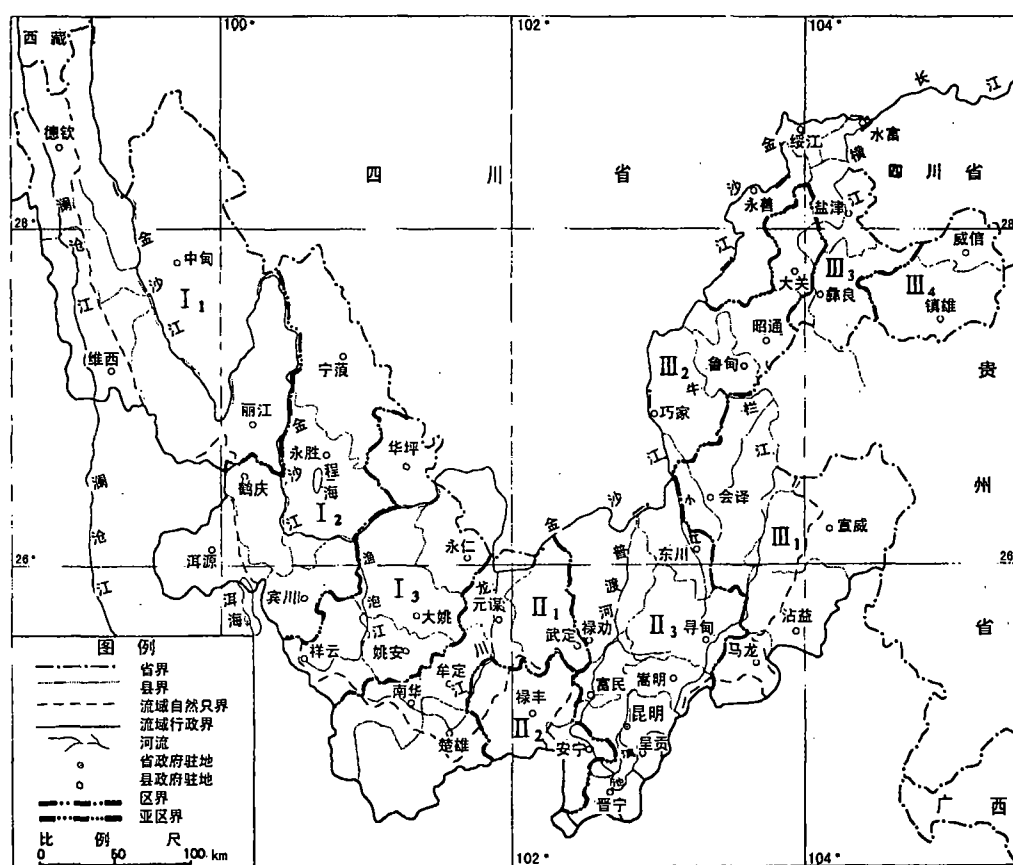 100°
102°
104°
西藏
德钦
澜
沧
江
金
沙
江
中甸
Ⅰ₁
维西
丽江
宁蒗
四川省
长江
水富
绥江
横
江
四川省
金
沙
江
永善
盐津
28°
28
威信
Ⅲ₃
大关
彝良
Ⅲ₄
镇雄
昭通
鲁甸
Ⅲ₂
牛
栏
江
巧家
贵
州
省
金
沙
江
永胜
程海
华坪
鹤庆
Ⅰ₂
澜
沧
江
洱源
26°
26
洱海
宾川
渔
泡
江
永仁
Ⅰ₃
大姚
姚安
祥云
龙
川
江
元谋
Ⅱ₁
武定
禄劝
金
沙
江
普
渡
河
小
江
会译
东川
Ⅲ₁
宣威
沾益
Ⅱ₃
寻甸
马龙
嵩明
富民
昆明
呈贡
滇
池
安宁
晋宁
牟定
南华
楚雄
禄丰
Ⅱ₂
广西
图例
省界
县界
流域自然只界
流域行政界
河流
省政府驻地
县政府驻地
区界
亚区界
比例尺
0 50 100 km
102°
104°